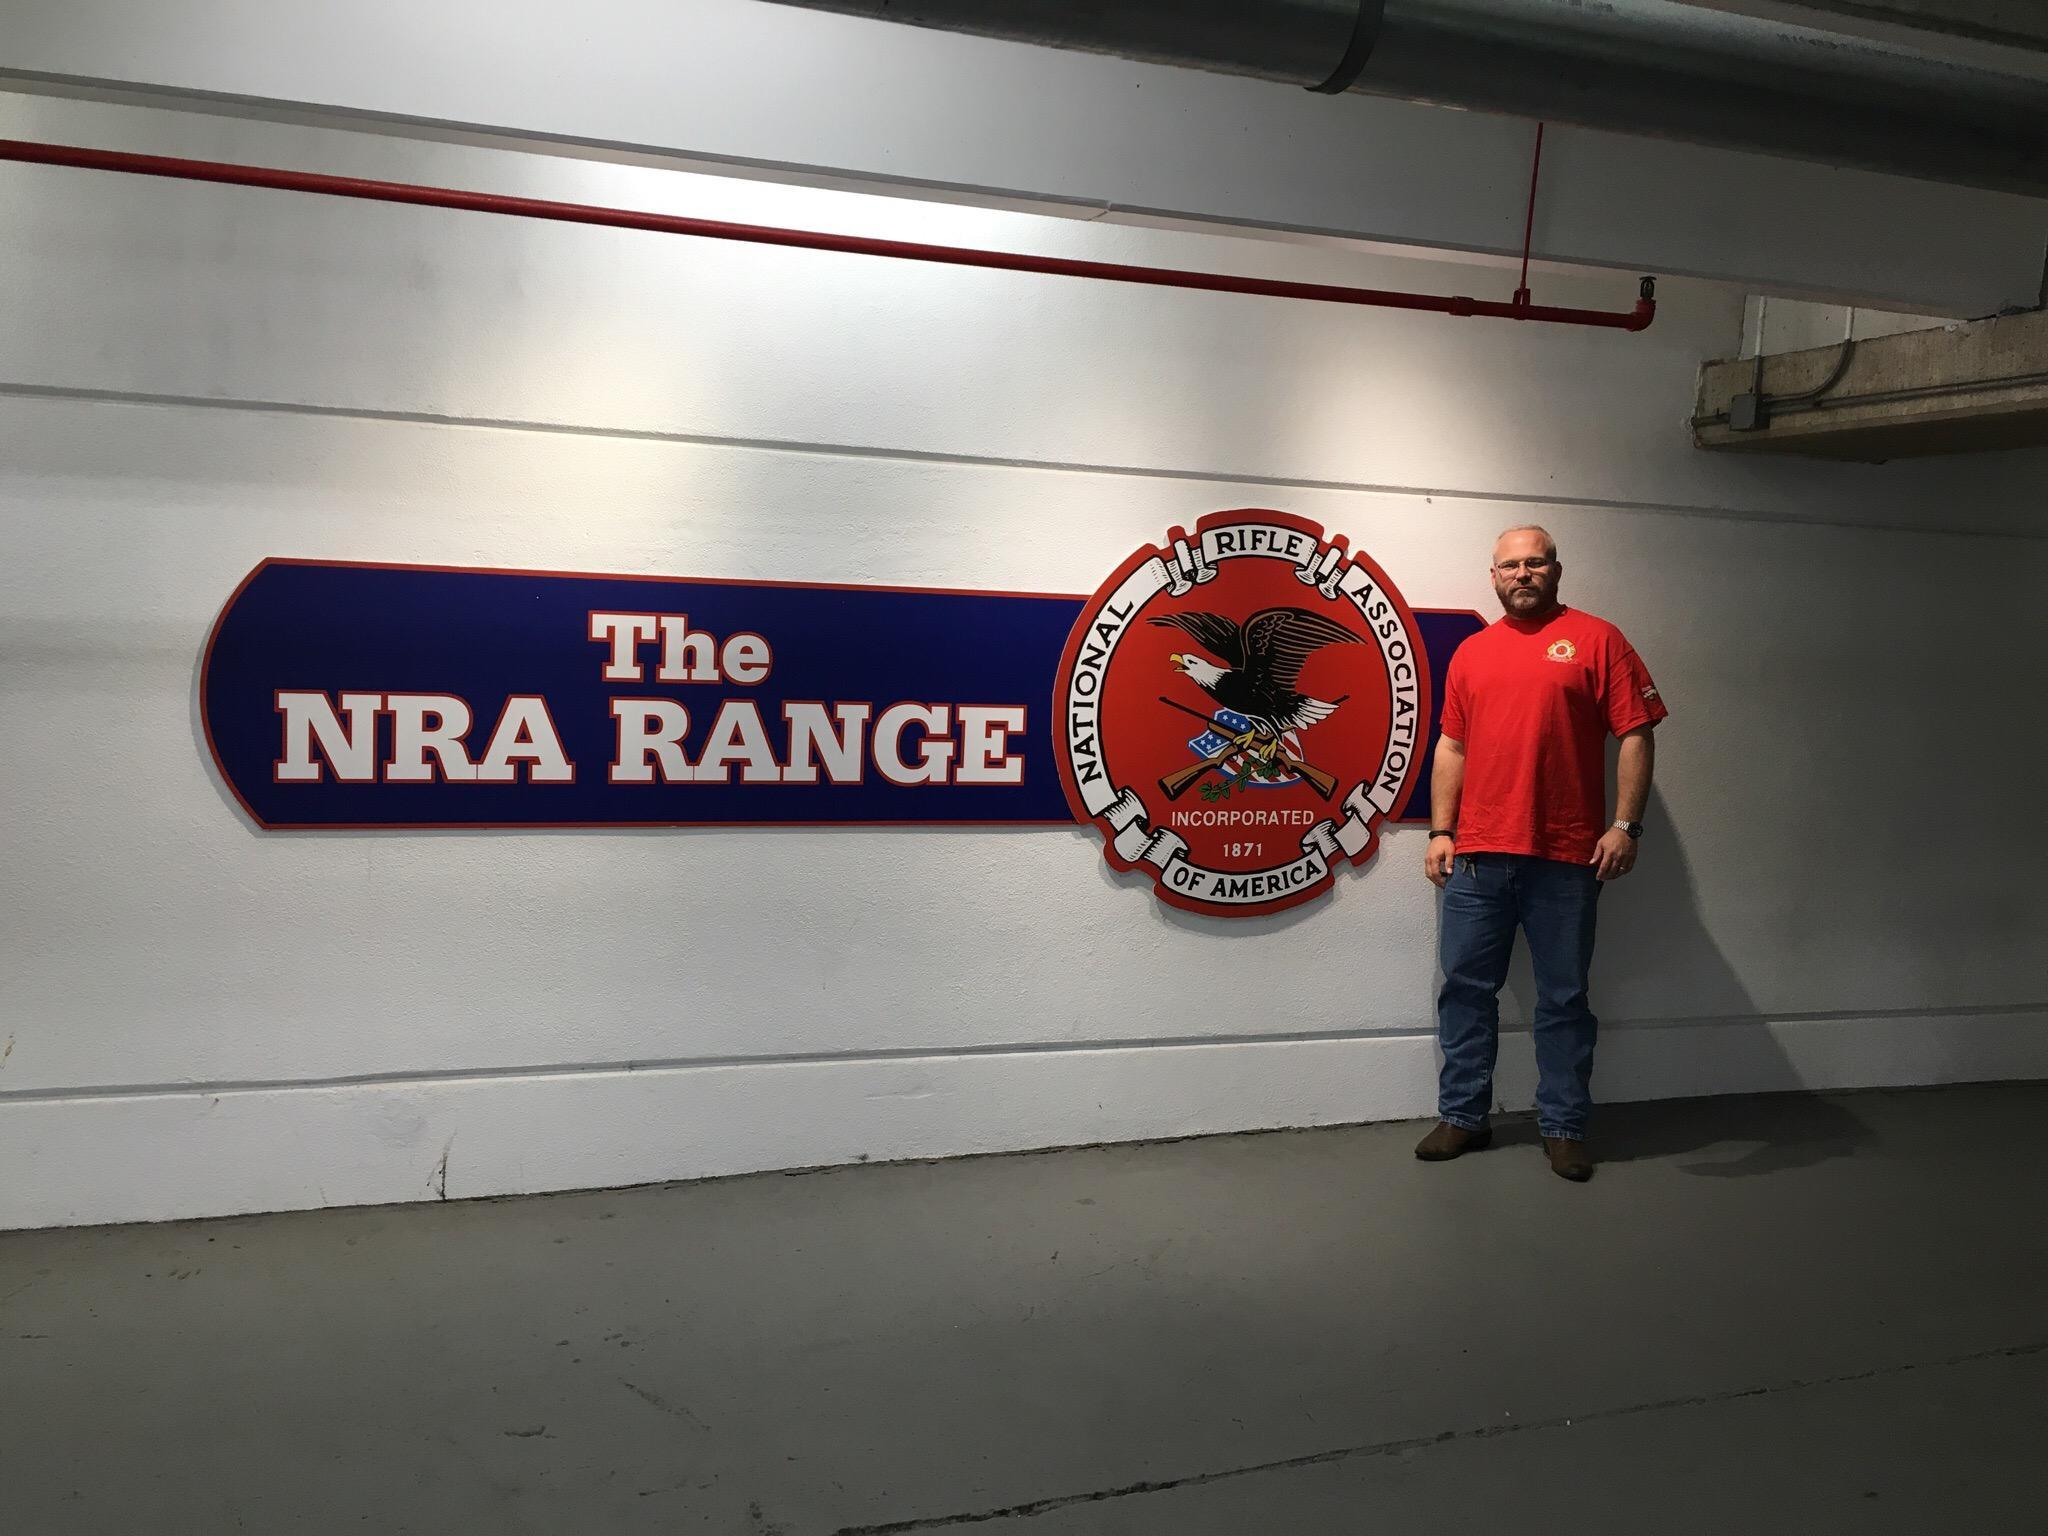 The
NRA RANGE
NATIONAL RIFLE ASSOCIATION
INCORPORATED
1871
OF AMERICA